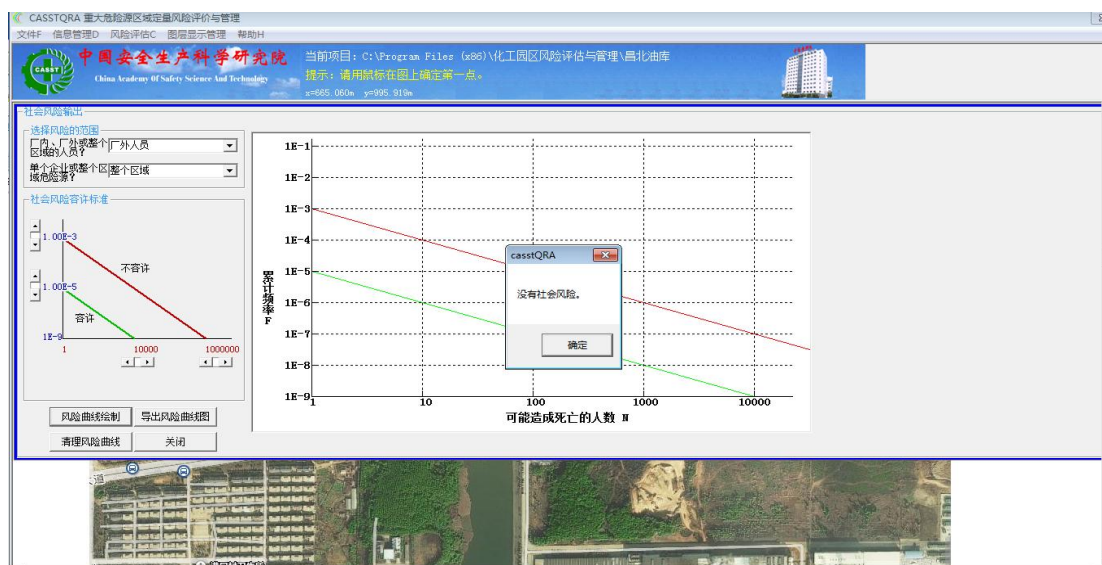 CASSTQRA 重大危险源区域定量风险评价与管理
文件F 信息管理D 风险评估C 图层显示管理 帮助H
CASST
中国安全生产科学研究院
China Academy Of Safety Science And Technology
当前项目: C:\Program Files (x86)\化工园区风险评估与管理\昌北油库
提示: 请用鼠标在图上确定第一点。
x=665.060m y=995.919m
社会风险输出
选择风险的范围
厂内、厂外或整个区域的人员?
厂外人员
单个企业或整个区域危险源?
整个区域
社会风险容许标准
1.00E-3
不容许
1.00E-5
容许
1E-9
1 10000 1000000
风险曲线绘制 导出风险曲线图
清理风险曲线 关闭
1E-1
1E-2
1E-3
1E-4
1E-5
1E-6
1E-7
1E-8
1E-9
累计频率F
1 10 100 1000 10000
可能造成死亡的人数 N
casstQRA
没有社会风险。
确定